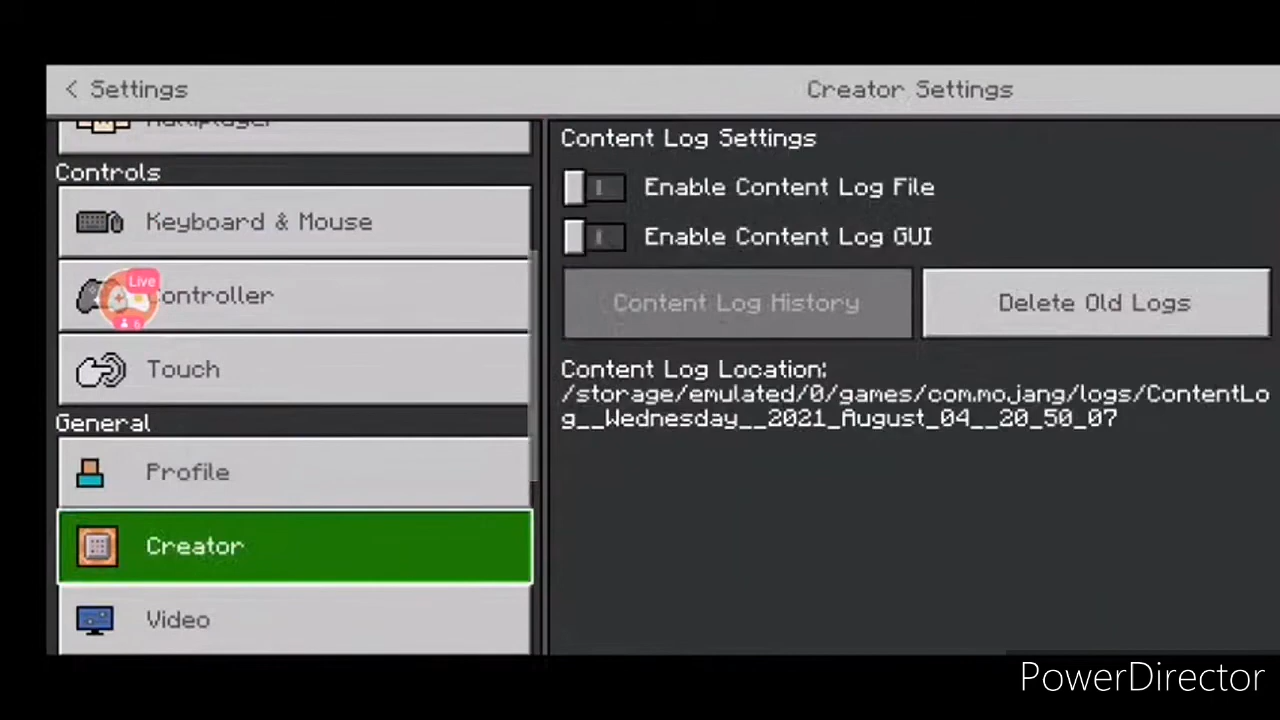 Settings
Creator Settings
Multiplayer
Controls
Keyboard & Mouse
Live
Controller
Touch
General
Profile
Creator
Video
Content Log Settings
Enable Content Log File
Enable Content Log GUI
Content Log History
Delete Old Logs
Content Log Location:
/storage/emulated/0/games/com.mojang/logs/ContentLo
g__Wednesday__2021_August_04__20_50_07
PowerDirector